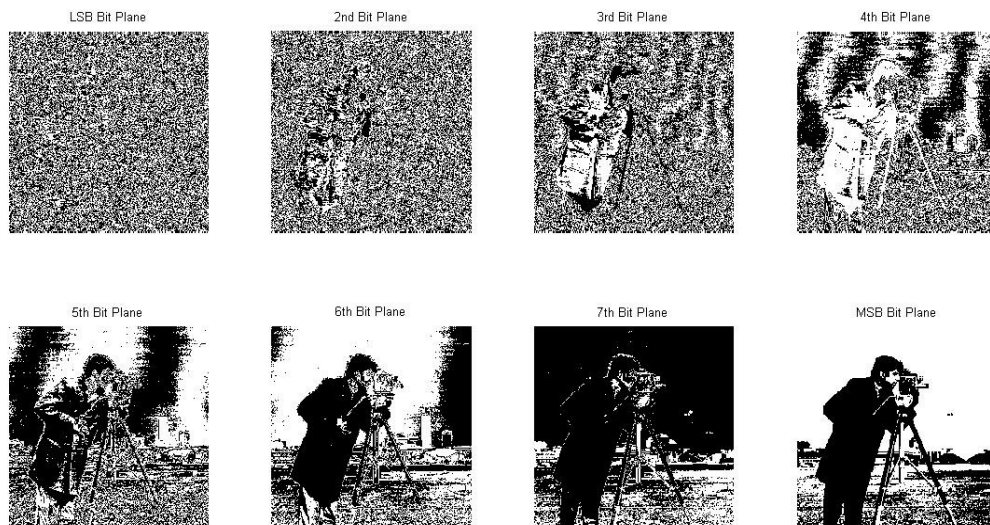 LSB Bit Plane
2nd Bit Plane
3rd Bit Plane
4th Bit Plane
5th Bit Plane
6th Bit Plane
7th Bit Plane
MSB Bit Plane